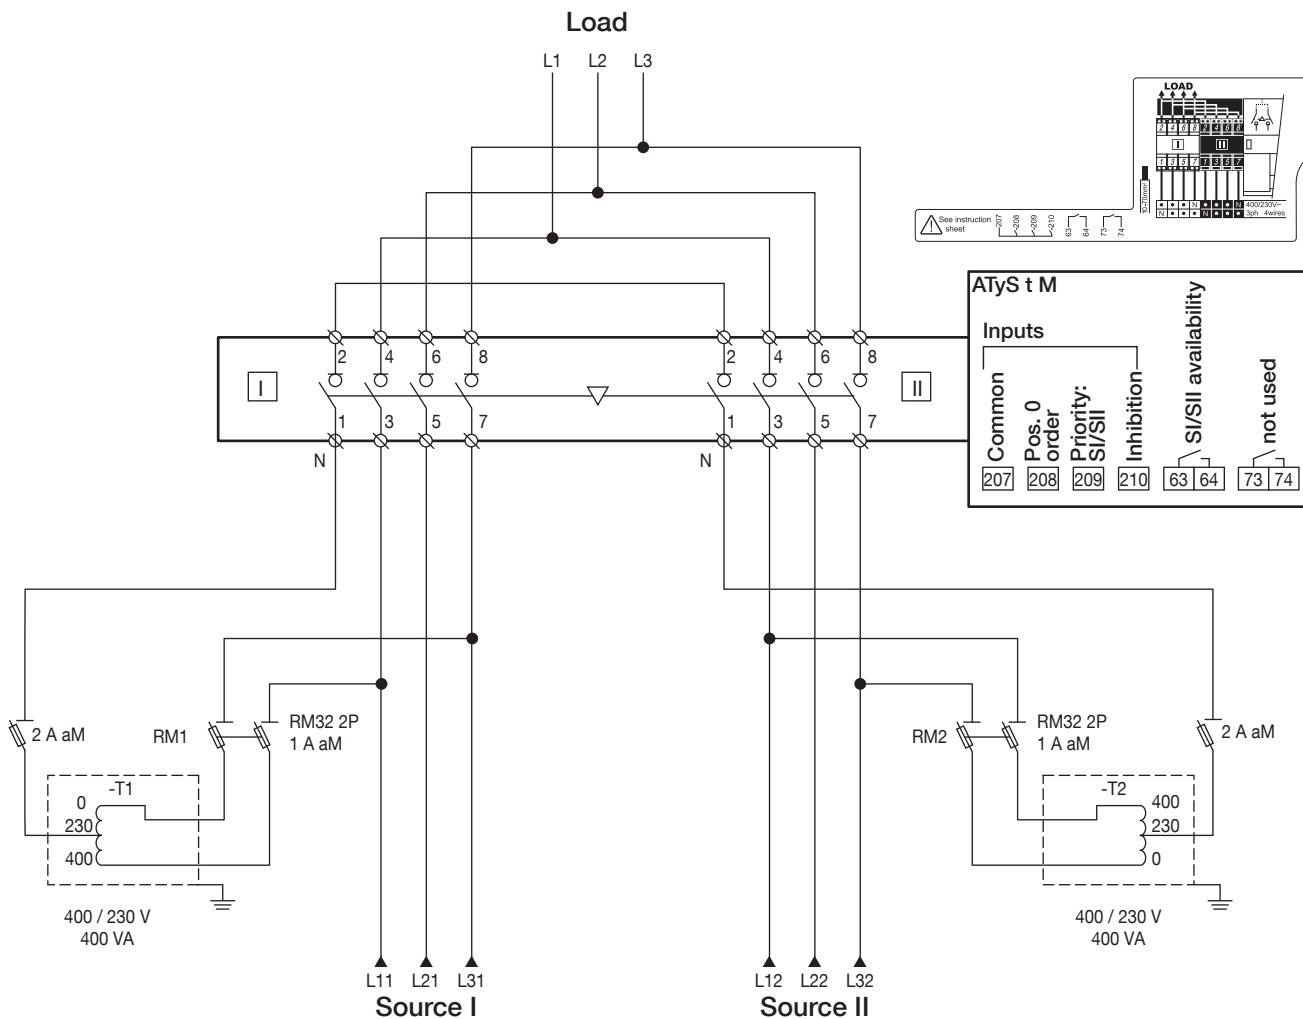 Load
L1 L2 L3
LOAD
2 4 6 8 2 4 6 8
I II
1 3 5 7 1 3 5 7
10-70mm²
N N N
N N
400/230V~
3ph 4wires
See instruction
sheet
207
208
209
210
63
64
73
74
2 4 6 8
2 4 6 8
I
II
1 3 5 7
1 3 5 7
N
N
ATyS t M
Inputs
Common
Pos. 0
order
Priority:
SI/SII
Inhibition
SI/SII availability
not used
207 208 209 210 63 64 73 74
2 A aM
RM1
RM32 2P
1 A aM
RM2
RM32 2P
1 A aM
2 A aM
-T1
0
230
400
400 / 230 V
400 VA
-T2
400
230
0
400 / 230 V
400 VA
L11 L21 L31
L12 L22 L32
Source I
Source II